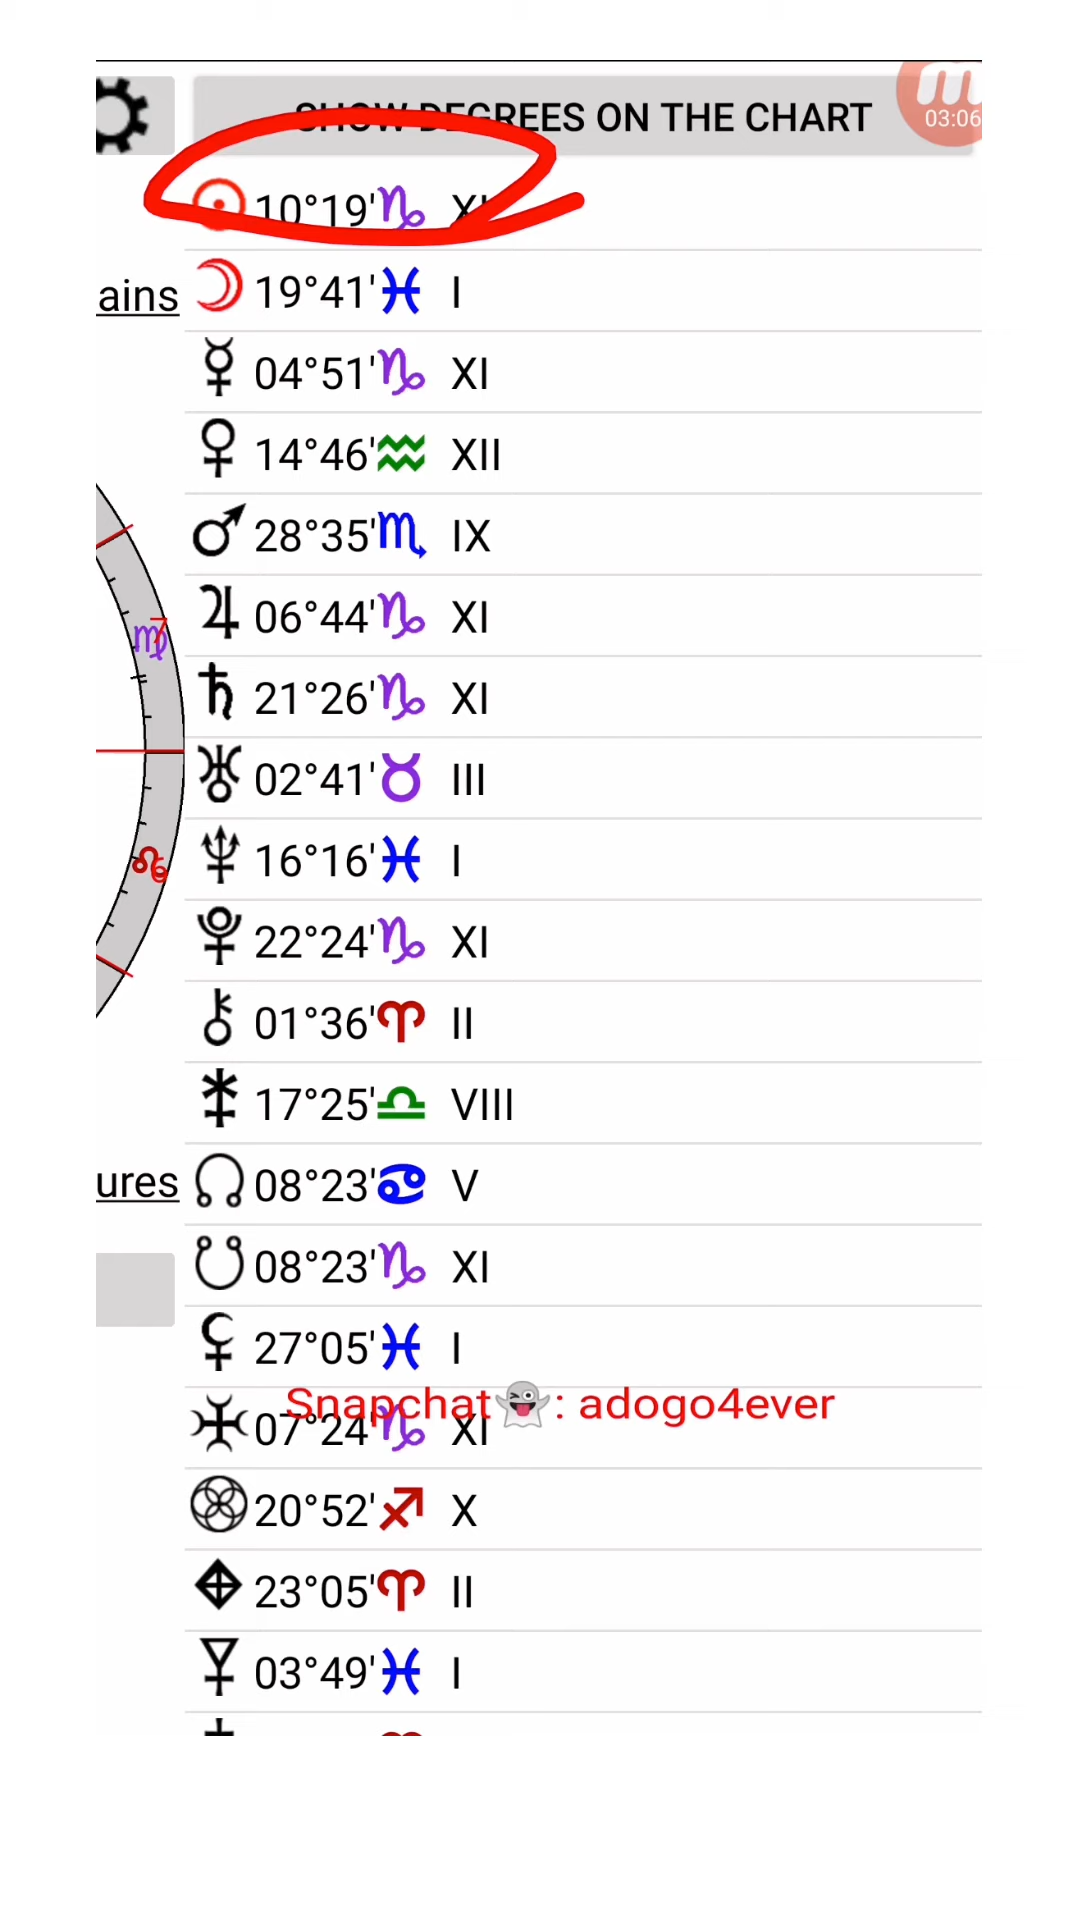 SHOW DEGREES ON THE CHART
03:06
☉ 10°19'♑ XI
ains
☽ 19°41'♓ I
☿ 04°51'♑ XI
♀ 14°46'♒ XII
♂ 28°35'♏ IX
♃ 06°44'♑ XI
♄ 21°26'♑ XI
♅ 02°41'♉ III
♆ 16°16'♓ I
22°24'♑ XI
⚷ 01°36'♈ II
17°25'♎ VIII
ures
☊ 08°23'♋ V
☋ 08°23'♑ XI
⚸ 27°05'♓ I
Snapchat👻: adogo4ever
07°24'♑ XI
20°52'♐ X
23°05'♈ II
03°49'♓ I